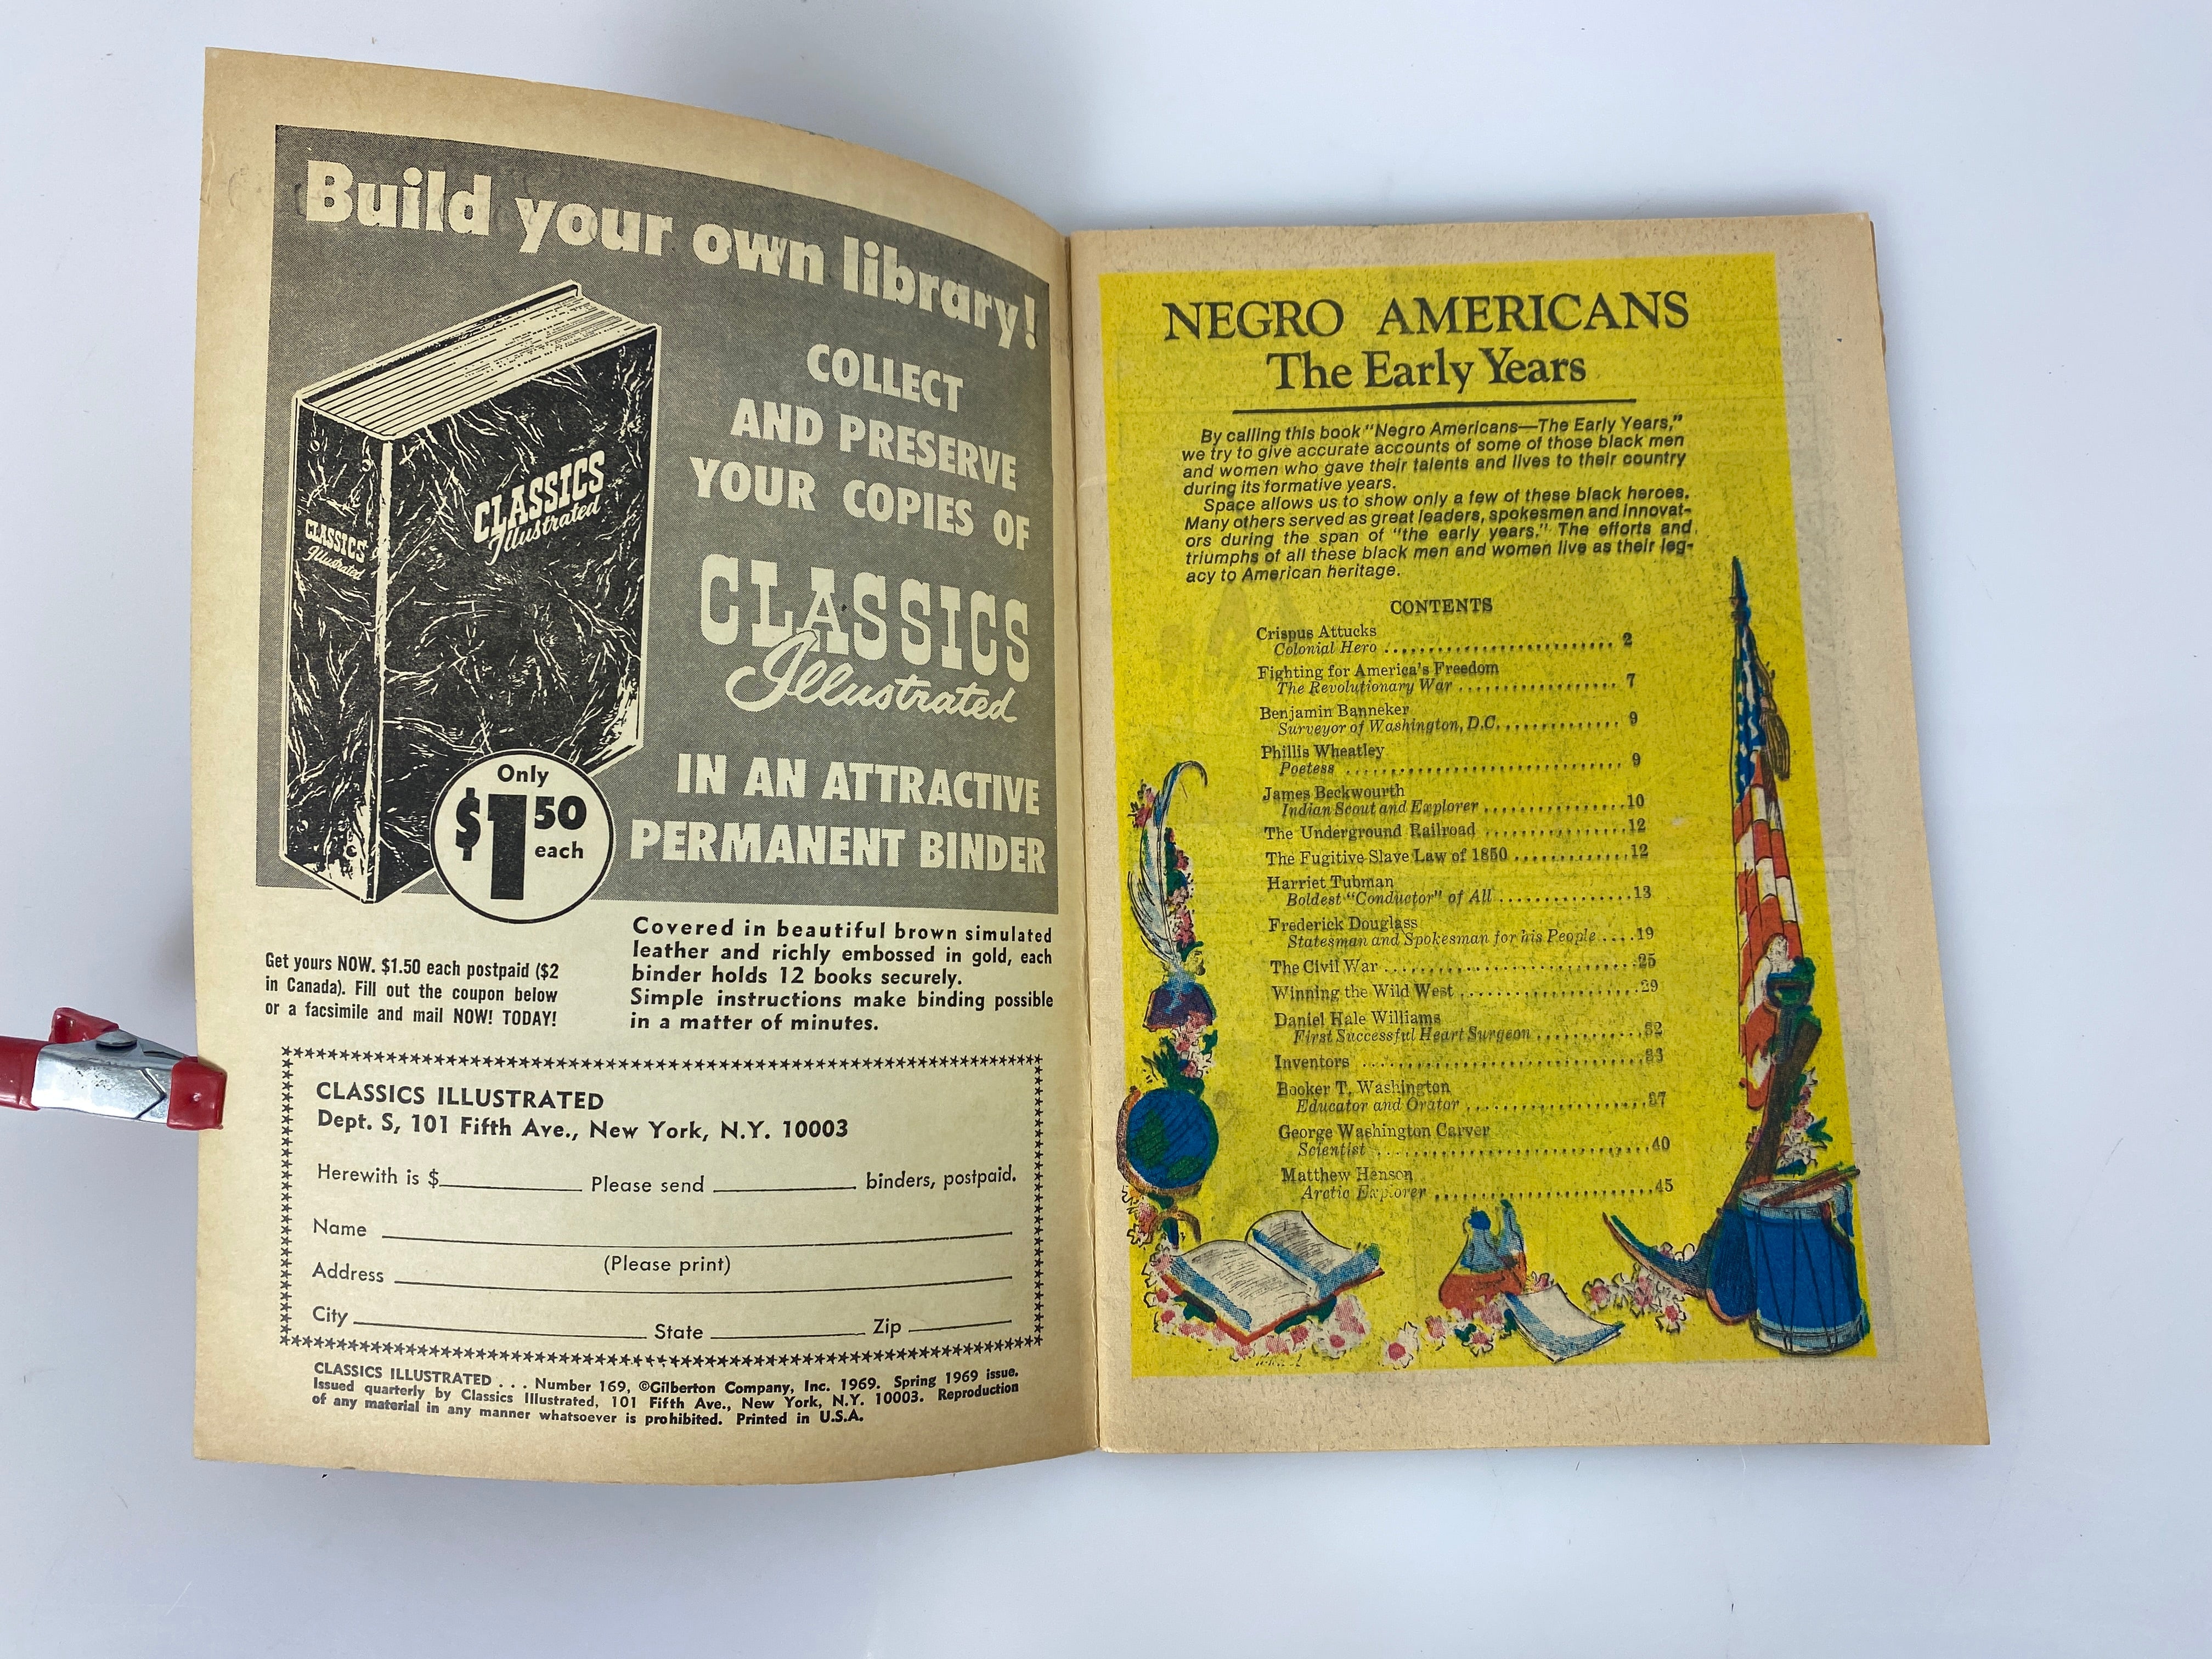 Build your own library!
COLLECT
AND PRESERVE
YOUR COPIES OF
CLASSICS
Illustrated
IN AN ATTRACTIVE
PERMANENT BINDER
CLASSICS
Illustrated
CLASSICS
Illustrated
Only
$1.50
each
Get yours NOW. $1.50 each postpaid ($2
in Canada). Fill out the coupon below
or a facsimile and mail NOW! TODAY!
Covered in beautiful brown simulated
leather and richly embossed in gold, each
binder holds 12 books securely.
Simple instructions make binding possible
in a matter of minutes.
CLASSICS ILLUSTRATED
Dept. S, 101 Fifth Ave., New York, N.Y. 10003
Herewith is $ Please send binders, postpaid.
Name
(Please print)
Address
City State Zip
CLASSICS ILLUSTRATED . . . Number 169, ©Gilberton Company, Inc. 1969. Spring 1969 issue.
Issued quarterly by Classics Illustrated, 101 Fifth Ave., New York, N.Y. 10003. Reproduction
of any material in any manner whatsoever is prohibited. Printed in U.S.A.
NEGRO AMERICANS
The Early Years
By calling this book "Negro Americans—The Early Years,"
we try to give accurate accounts of some of those black men
and women who gave their talents and lives to their country
during its formative years.
Space allows us to show only a few of these black heroes.
Many others served as great leaders, spokesmen and innovat-
ors during the span of "the early years." The efforts and
triumphs of all these black men and women live as their leg-
acy to American heritage.
CONTENTS
Crispus Attucks
Colonial Hero 2
Fighting for America's Freedom
The Revolutionary War 7
Benjamin Banneker
Surveyor of Washington, D.C. 9
Phillis Wheatley
Poetess 9
James Beckwourth
Indian Scout and Explorer 10
The Underground Railroad 12
The Fugitive Slave Law of 1850 12
Harriet Tubman
Boldest "Conductor" of All 13
Frederick Douglass
Statesman and Spokesman for his People 19
The Civil War 25
Winning the Wild West 29
Daniel Hale Williams
First Successful Heart Surgeon 32
Inventors 33
Booker T. Washington
Educator and Orator 37
George Washington Carver
Scientist 40
Matthew Henson
Arctic Explorer 45